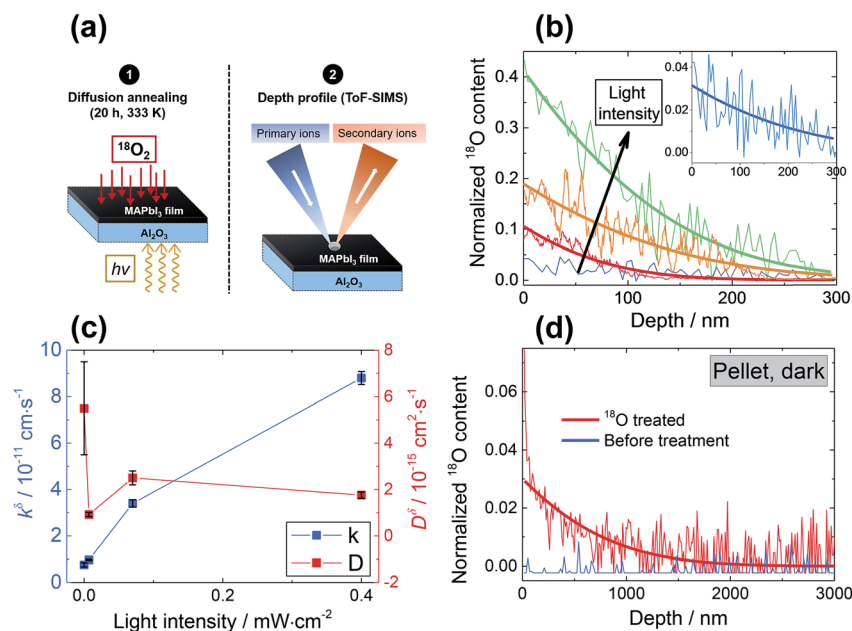 (a)
1
Diffusion annealing
(20 h, 333 K)
¹⁸O₂
MAPbI₃ film
Al₂O₃
hv
2
Depth profile (ToF-SIMS)
Primary ions
Secondary ions
MAPbI₃ film
Al₂O₃
(b)
Normalized ¹⁸O content
0.4
0.3
0.2
0.1
0.0
0
100
200
300
Depth / nm
Light
intensity
0.04
0.02
0.00
0
100
200
300
(c)
kᵟ / 10⁻¹¹ cm·s⁻¹
10
8
6
4
2
0
0.0
0.2
0.4
Light intensity / mW·cm⁻²
8
6
4
2
0
-2
Dᵟ / 10⁻¹⁵ cm²·s⁻¹
k
D
(d)
Normalized ¹⁸O content
0.06
0.04
0.02
0.00
0
1000
2000
3000
Depth / nm
Pellet, dark
¹⁸O treated
Before treatment